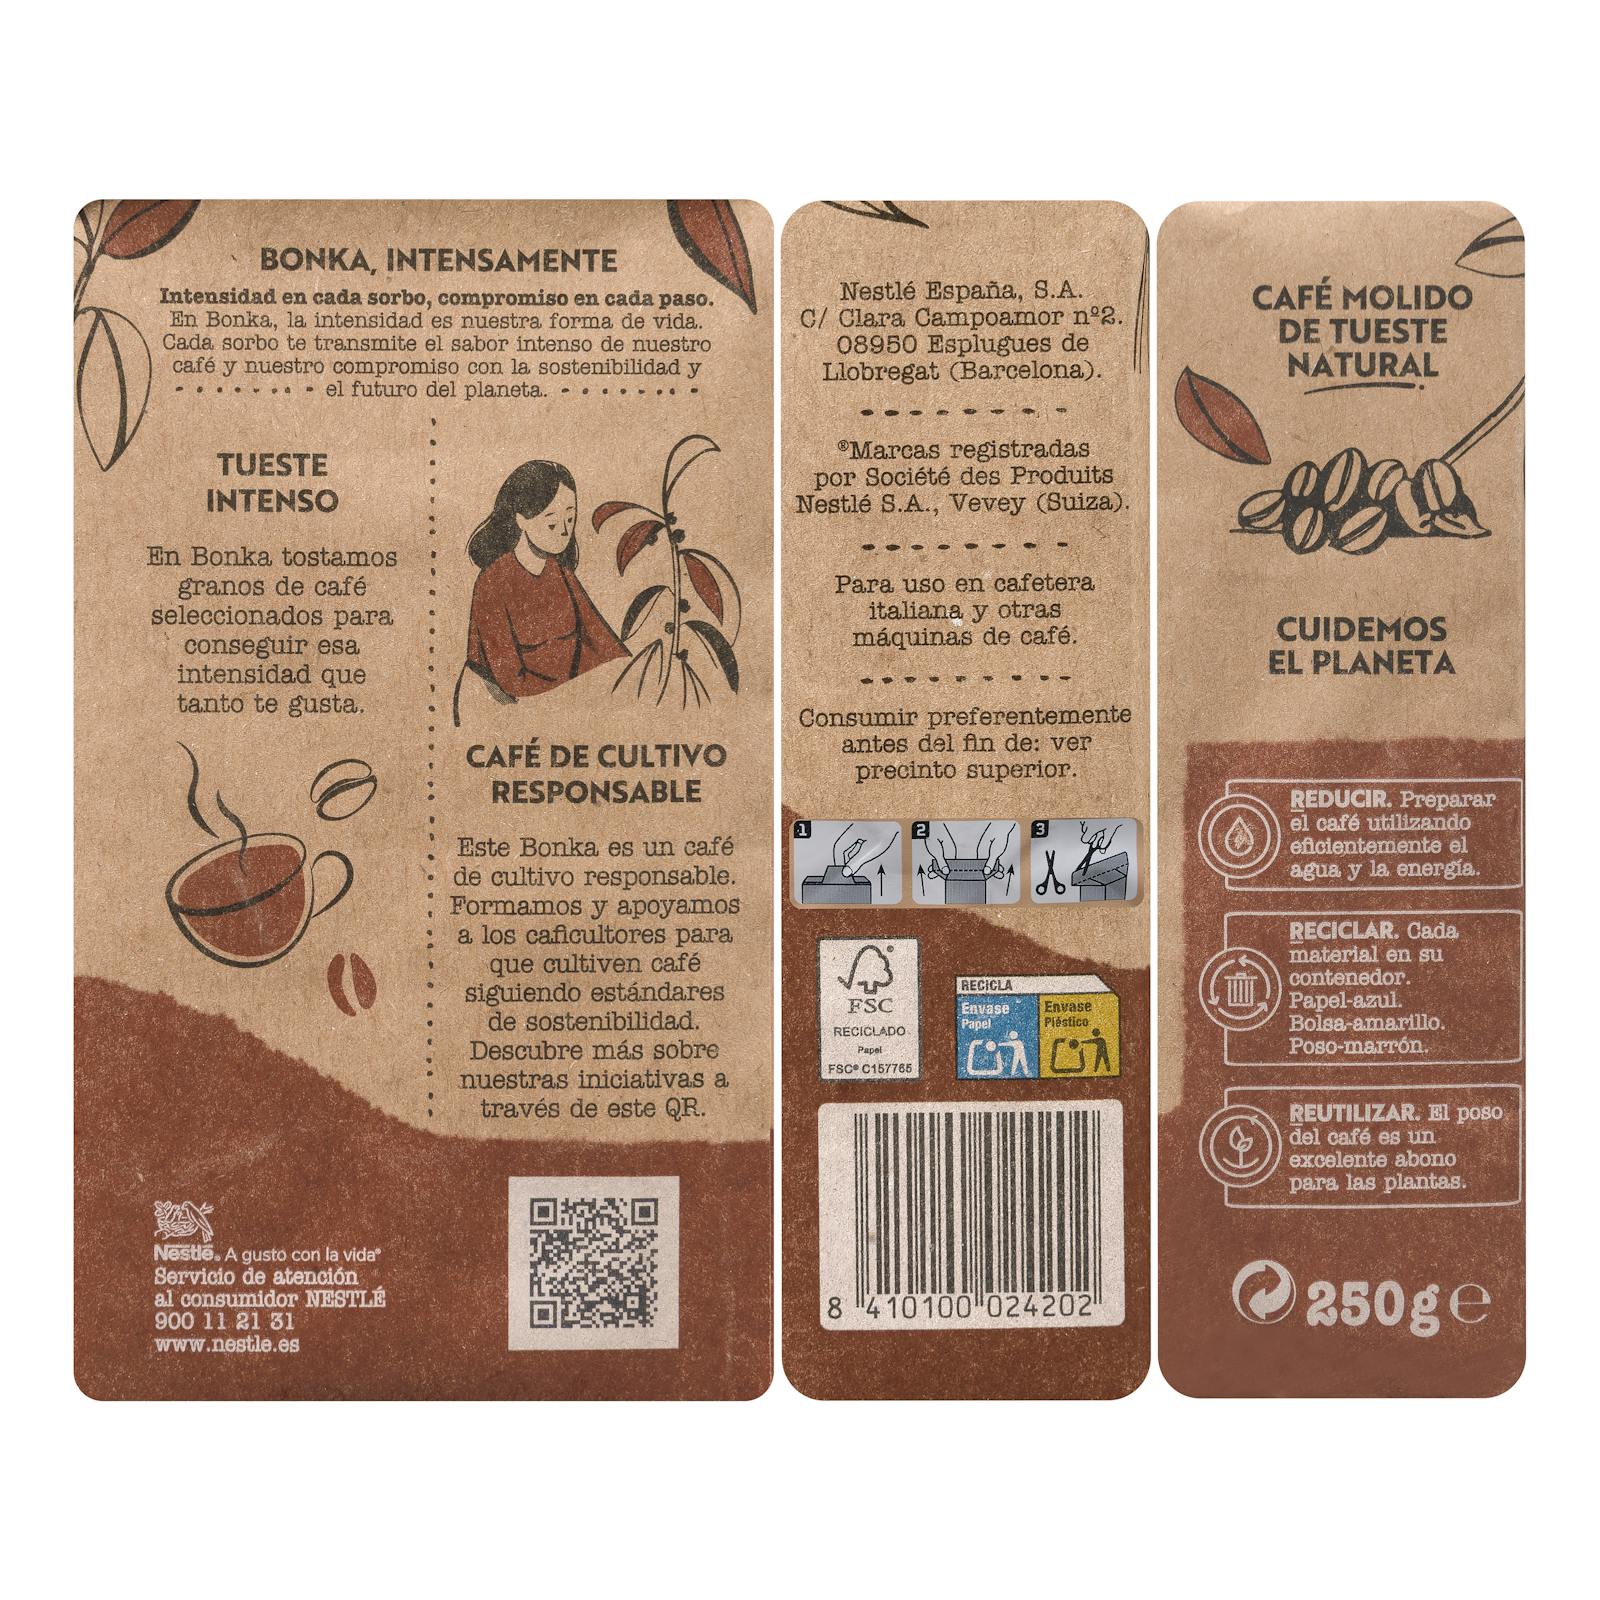 BONKA, INTENSAMENTE
Intensidad en cada sorbo, compromiso en cada paso.
En Bonka, la intensidad es nuestra forma de vida.
Cada sorbo te transmite el sabor intenso de nuestro
café y nuestro compromiso con la sostenibilidad y
el futuro del planeta.
TUESTE
INTENSO
En Bonka tostamos
granos de café
seleccionados para
conseguir esa
intensidad que
tanto te gusta.
CAFÉ DE CULTIVO
RESPONSABLE
Este Bonka es un café
de cultivo responsable.
Formamos y apoyamos
a los caficultores para
que cultiven café
siguiendo estándares
de sostenibilidad.
Descubre más sobre
nuestras iniciativas a
través de este QR.
Nestlé. A gusto con la vida®
Servicio de atención
al consumidor NESTLÉ
900 11 21 31
www.nestle.es
Nestlé España, S.A.
C/ Clara Campoamor nº2.
08950 Esplugues de
Llobregat (Barcelona).
®Marcas registradas
por Société des Produits
Nestlé S.A., Vevey (Suiza).
Para uso en cafetera
italiana y otras
máquinas de café.
Consumir preferentemente
antes del fin de: ver
precinto superior.
1 2 3
FSC
RECICLADO
Papel
FSC® C157765
RECICLA
Envase
Papel
Envase
Plástico
8 410100 024202
CAFÉ MOLIDO
DE TUESTE
NATURAL
CUIDEMOS
EL PLANETA
REDUCIR. Preparar
el café utilizando
eficientemente el
agua y la energía.
RECICLAR. Cada
material en su
contenedor.
Papel-azul.
Bolsa-amarillo.
Poso-marrón.
REUTILIZAR. El poso
del café es un
excelente abono
para las plantas.
250g e